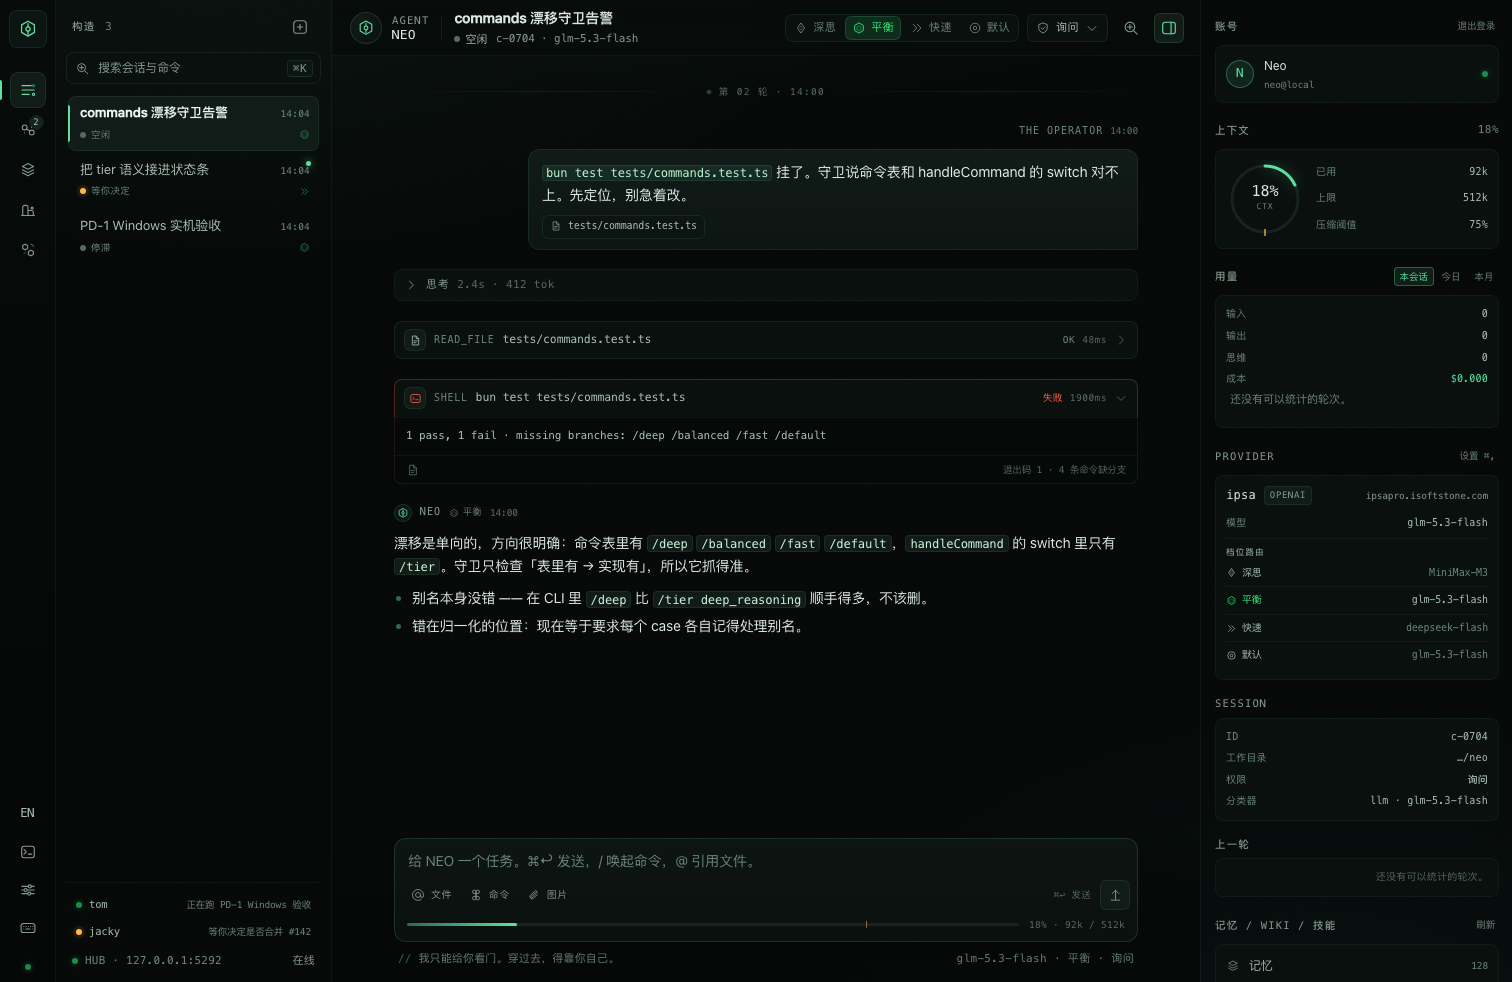 构造 3
搜索会话与命令 ⌘K
commands 漂移守卫告警 14:04
空闲
把 tier 语义接进状态条 14:04
等你决定
PD-1 Windows 实机验收 14:04
停滞
2
EN
tom 正在跑 PD-1 Windows 验收
jacky 等你决定是否合并 #142
HUB · 127.0.0.1:5292 在线
AGENT
NEO
commands 漂移守卫告警
空闲 c-0704 · glm-5.3-flash
深思 平衡 快速 默认
询问
第 02 轮 · 14:00
THE OPERATOR 14:00
bun test tests/commands.test.ts 挂了。守卫说命令表和 handleCommand 的 switch 对不
上。先定位，别急着改。
tests/commands.test.ts
思考 2.4s · 412 tok
READ_FILE tests/commands.test.ts OK 48ms
SHELL bun test tests/commands.test.ts 失败 1900ms
1 pass, 1 fail · missing branches: /deep /balanced /fast /default
退出码 1 · 4 条命令缺分支
NEO 平衡 14:00
漂移是单向的，方向很明确：命令表里有 /deep /balanced /fast /default，handleCommand 的 switch 里只有
/tier。守卫只检查「表里有 → 实现有」，所以它抓得准。
别名本身没错 —— 在 CLI 里 /deep 比 /tier deep_reasoning 顺手得多，不该删。
错在归一化的位置：现在等于要求每个 case 各自记得处理别名。
给 NEO 一个任务。⌘↩ 发送，/ 唤起命令，@ 引用文件。
文件 命令 图片 ⌘↩ 发送
18% · 92k / 512k
// 我只能给你看门。穿过去，得靠你自己。 glm-5.3-flash · 平衡 · 询问
账号 退出登录
N
Neo
neo@local
上下文 18%
18%
CTX
已用 92k
上限 512k
压缩阈值 75%
用量 本会话 今日 本月
输入 0
输出 0
思维 0
成本 $0.000
还没有可以统计的轮次。
PROVIDER 设置 ⌘,
ipsa OPENAI ipsapro.isoftstone.com
模型 glm-5.3-flash
档位路由
深思 MiniMax-M3
平衡 glm-5.3-flash
快速 deepseek-flash
默认 glm-5.3-flash
SESSION
ID c-0704
工作目录 …/neo
权限 询问
分类器 llm · glm-5.3-flash
上一轮
还没有可以统计的轮次。
记忆 / WIKI / 技能 刷新
记忆 128